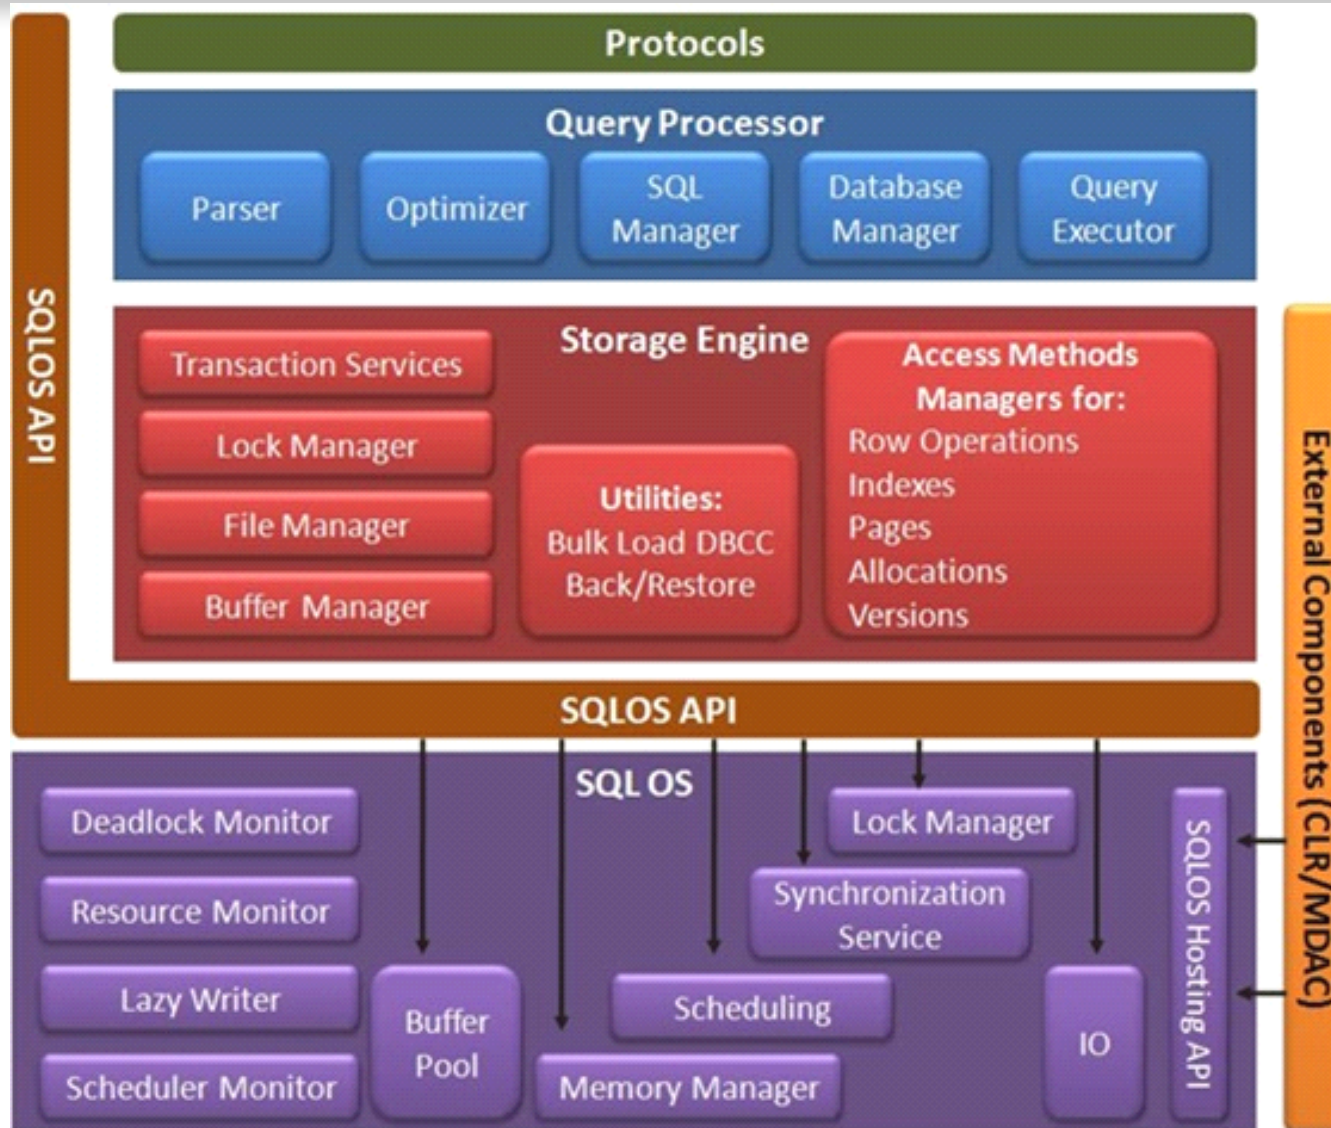 Protocols
Query Processor
Parser
Optimizer
SQL
Manager
Database
Manager
Query
Executor
SQLOS API
Storage Engine
Transaction Services
Lock Manager
File Manager
Buffer Manager
Utilities:
Bulk Load DBCC
Back/Restore
Access Methods
Managers for:
Row Operations
Indexes
Pages
Allocations
Versions
External Components (CLR/MDAC)
SQLOS API
SQL OS
Deadlock Monitor
Resource Monitor
Lazy Writer
Scheduler Monitor
Buffer
Pool
Memory Manager
Scheduling
Synchronization
Service
Lock Manager
IO
SQLOS Hosting API